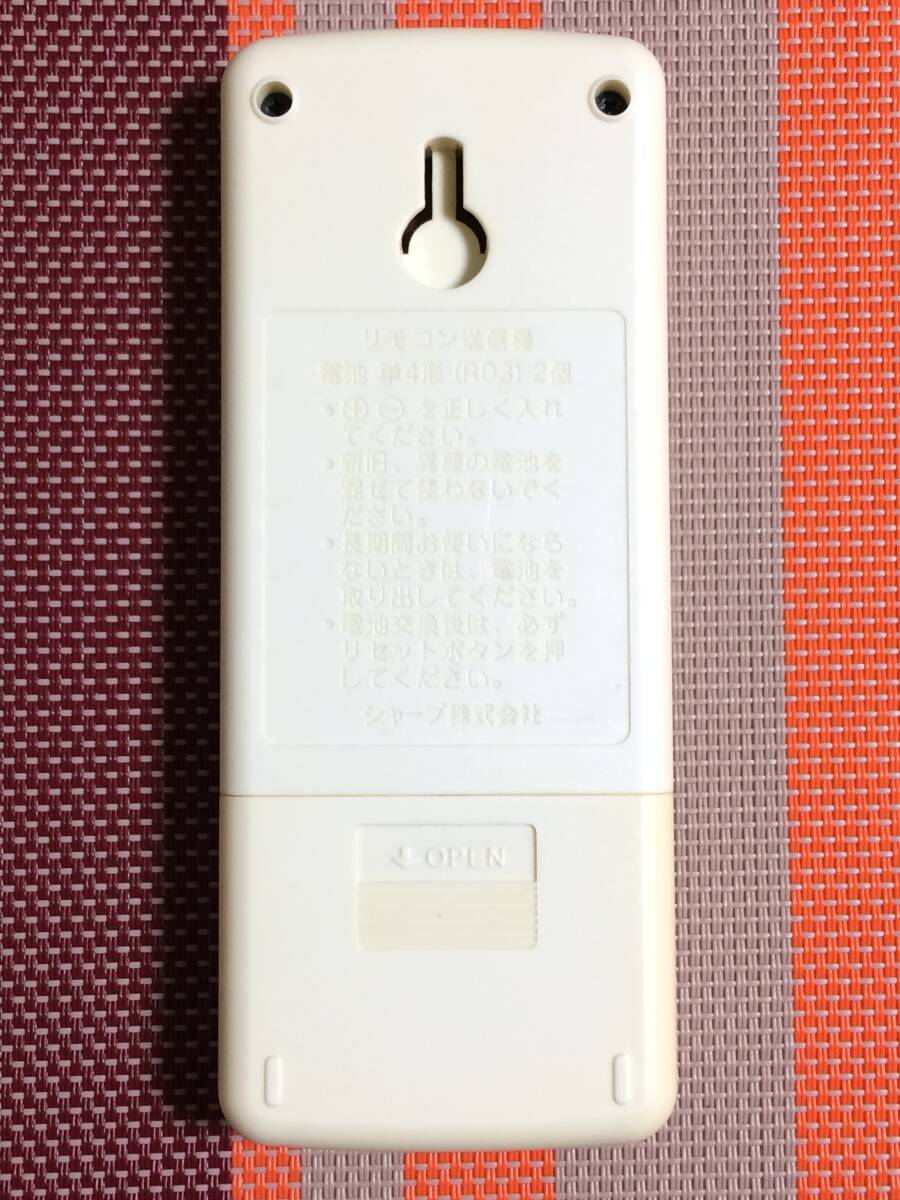 リモコン送信機
電池 単4形 (R03) 2個
・⊕ ⊖ を正しく入れ
てください。
・新旧、異種の電池を
混ぜて使わないでく
ださい。
・長期間お使いになら
ないときは、電池を
取り出してください。
・電池交換後は、必ず
リセットボタンを押
してください。
シャープ株式会社
OPEN